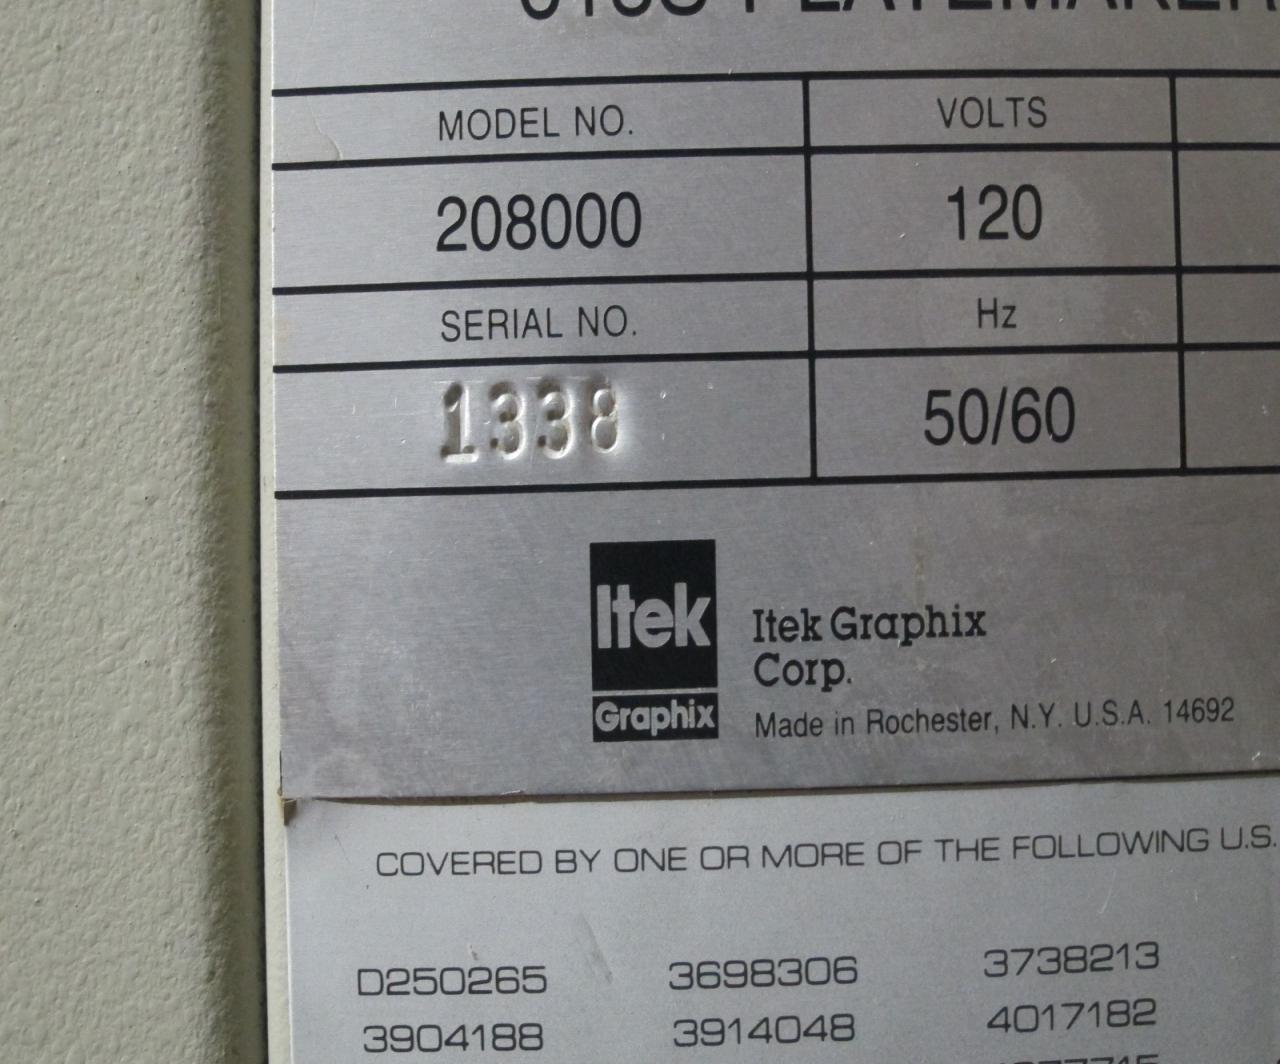 PLATEMAKER
MODEL NO. VOLTS
208000 120
SERIAL NO. Hz
1338 50/60
Itek
Graphix
Itek Graphix
Corp.
Made in Rochester, N.Y. U.S.A. 14692
COVERED BY ONE OR MORE OF THE FOLLOWING U.S.
D250265 3698306 3738213
3904188 3914048 4017182